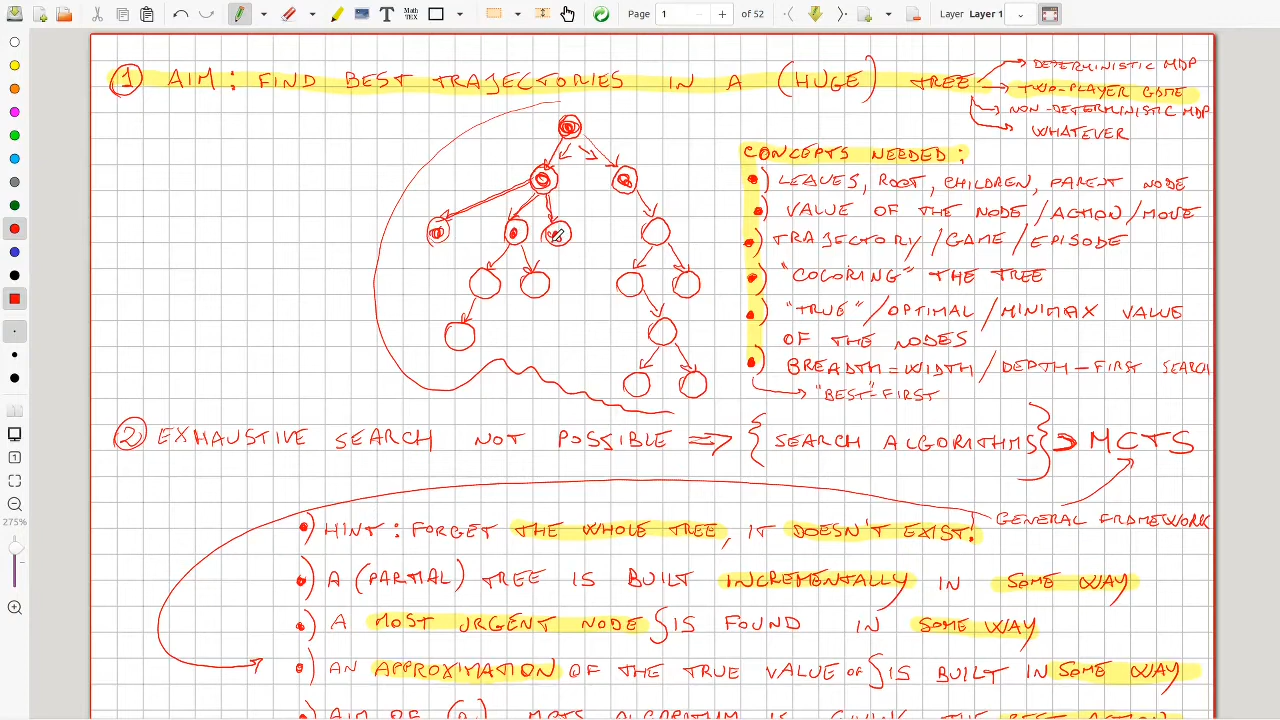 Page 1 of 5
Layer Layer 1
Math TEX
T
① AIM: FIND BEST TRAJECTORIES IN A (HUGE) TREE
DETERMINISTIC MDP
TWO-PLAYER GAME
NON-DETERMINISTIC MDP
WHATEVER
CONCEPTS NEEDED:
•) LEAVES, ROOT, CHILDREN, PARENT NODE
•) VALUE OF THE NODE/ACTION/MOVE
•) TRAJECTORY/GAME/EPISODE
•) "COLORING" THE TREE
•) "TRUE"/OPTIMAL/MINIMAX VALUE
OF THE NODES
•) BREADTH=WIDTH/DEPTH-FIRST SEARCH
"BEST"-FIRST
② EXHAUSTIVE SEARCH NOT POSSIBLE => {SEARCH ALGORITHMS} ⊃ MCTS
GENERAL FRAMEWORK
•) HINT: FORGET THE WHOLE TREE, IT DOESN'T EXIST!
•) A (PARTIAL) TREE IS BUILT INCREMENTALLY IN SOME WAY
•) A MOST URGENT NODE IS FOUND IN SOME WAY
•) AN APPROXIMATION OF THE TRUE VALUE OF IS BUILT IN SOME WAY
275%